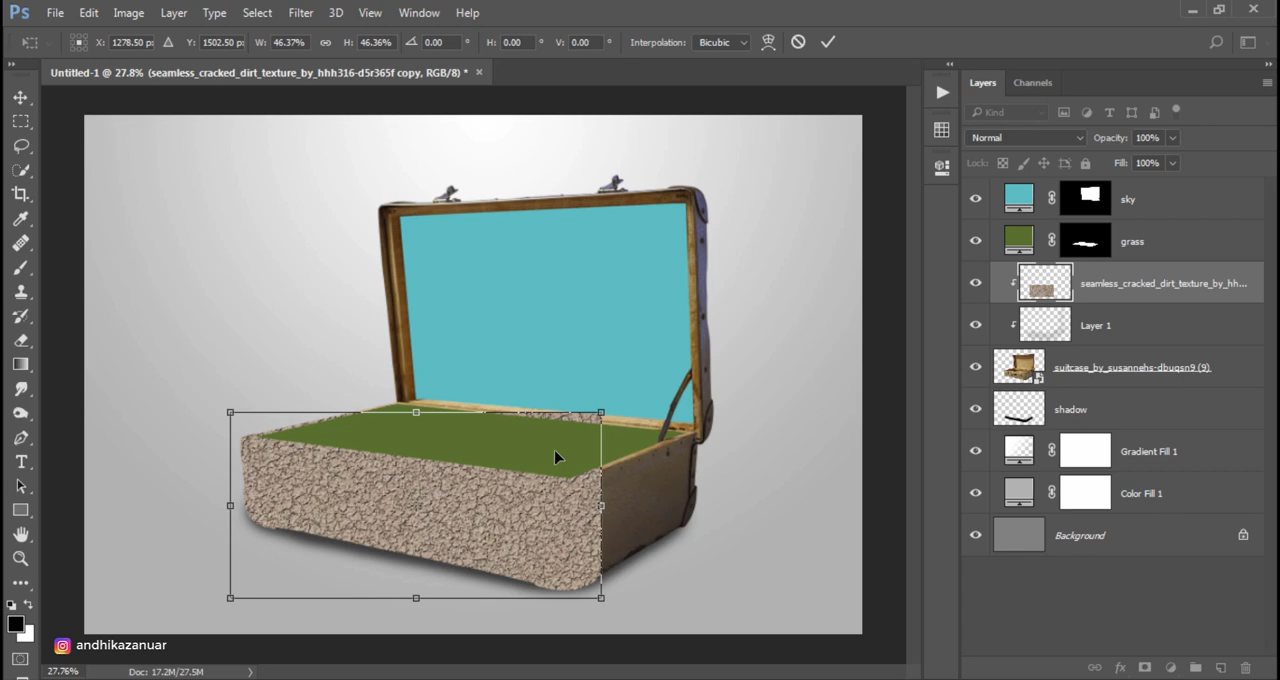 Ps File Edit Image Layer Type Select Filter 3D View Window Help
X: 1278.50 p: Y: 1502.50 p: W: 46.37% H: 46.36% 0.00 ° H: 0.00 ° V: 0.00 ° Interpolation: Bicubic
Untitled-1 @ 27.8% (seamless_cracked_dirt_texture_by_hhh316-d5r365f copy, RGB/8) * ×
Layers Channels
Kind
Normal Opacity: 100%
Lock: Fill: 100%
sky
grass
seamless_cracked_dirt_texture_by_hh...
Layer 1
suitcase_by_susannehs-dbuqsn9 (9)
shadow
Gradient Fill 1
Color Fill 1
Background
andhikazanuar
27.76% Doc: 17.2M/27.5M